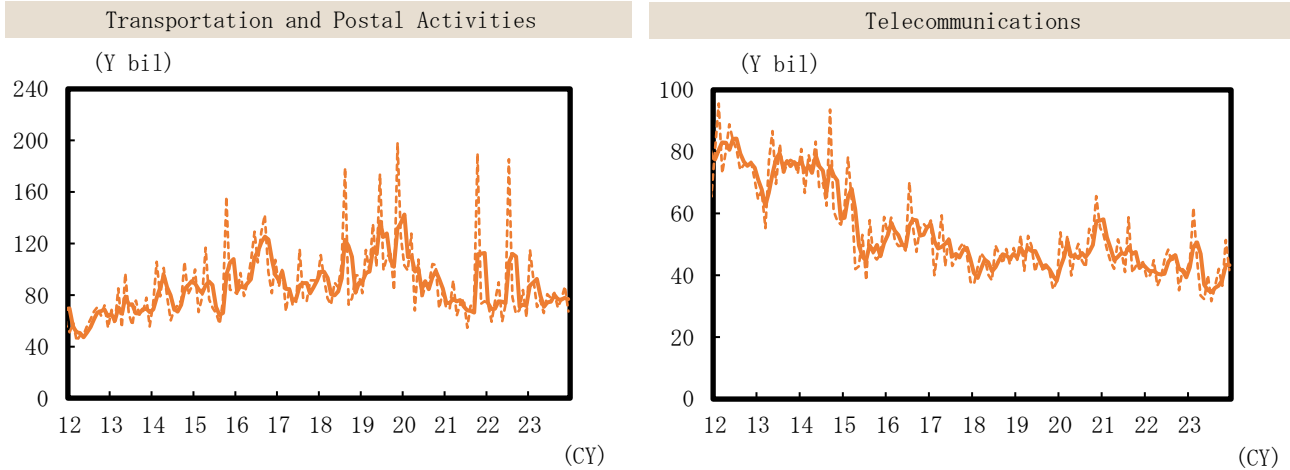 Transportation and Postal Activities
(Y bil)
240
200
160
120
80
40
0
12 13 14 15 16 17 18 19 20 21 22 23
(CY)
Telecommunications
(Y bil)
100
80
60
40
20
0
12 13 14 15 16 17 18 19 20 21 22 23
(CY)